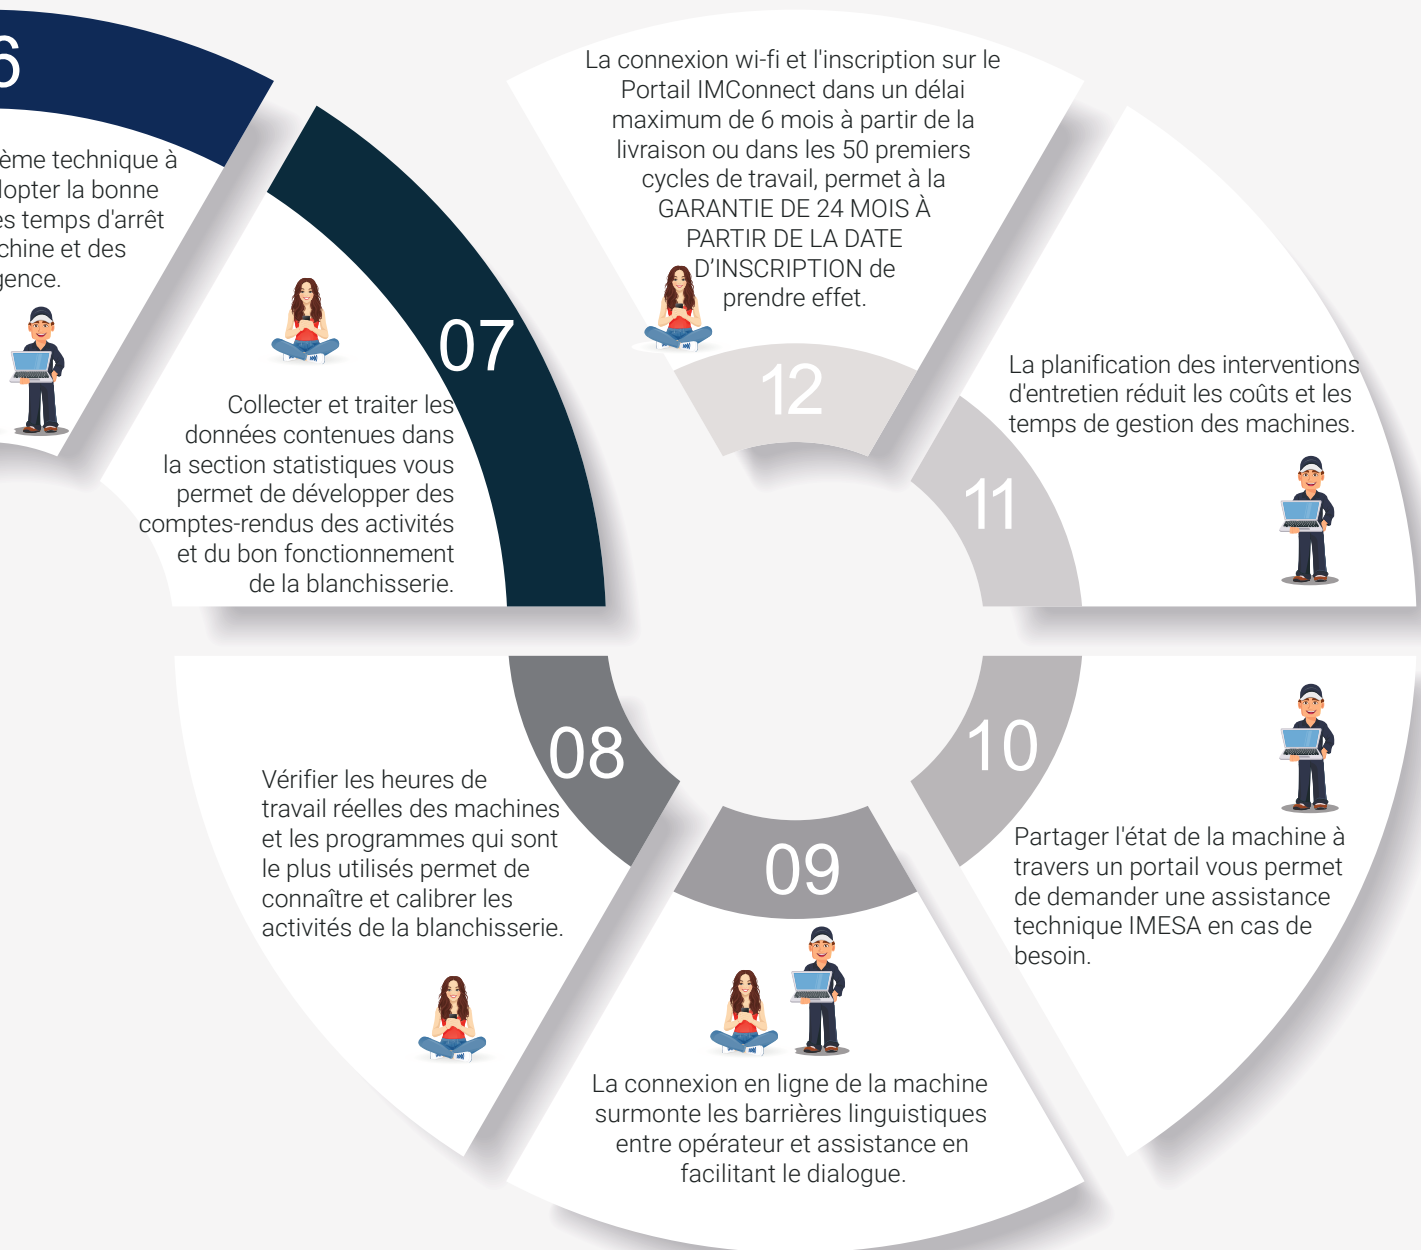 6
ème technique à
lopter la bonne
es temps d'arrêt
chine et des
gence.
07
Collecter et traiter les
données contenues dans
la section statistiques vous
permet de développer des
comptes-rendus des activités
et du bon fonctionnement
de la blanchisserie.
08
Vérifier les heures de
travail réelles des machines
et les programmes qui sont
le plus utilisés permet de
connaître et calibrer les
activités de la blanchisserie.
09
La connexion en ligne de la machine
surmonte les barrières linguistiques
entre opérateur et assistance en
facilitant le dialogue.
10
Partager l'état de la machine à
travers un portail vous permet
de demander une assistance
technique IMESA en cas de
besoin.
11
La planification des interventions
d'entretien réduit les coûts et les
temps de gestion des machines.
La connexion wi-fi et l'inscription sur le
Portail IMConnect dans un délai
maximum de 6 mois à partir de la
livraison ou dans les 50 premiers
cycles de travail, permet à la
GARANTIE DE 24 MOIS À
PARTIR DE LA DATE
D’INSCRIPTION de
prendre effet.
12